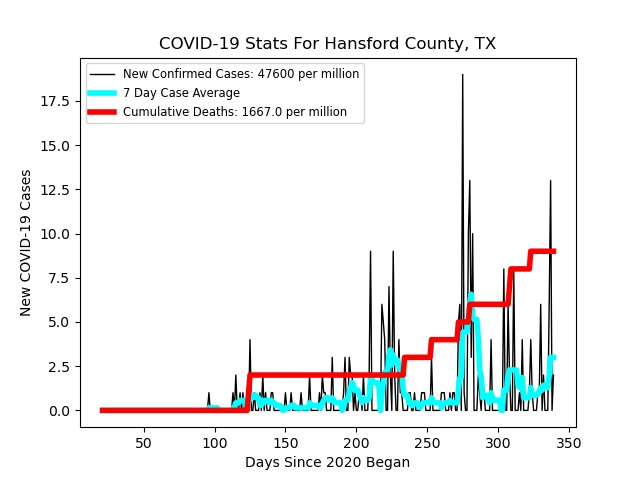 COVID-19 Stats For Hansford County, TX
New Confirmed Cases: 47600 per million
7 Day Case Average
Cumulative Deaths: 1667.0 per million
17.5
15.0
12.5
10.0
7.5
5.0
2.5
0.0
New COVID-19 Cases
50 100 150 200 250 300 350
Days Since 2020 Began